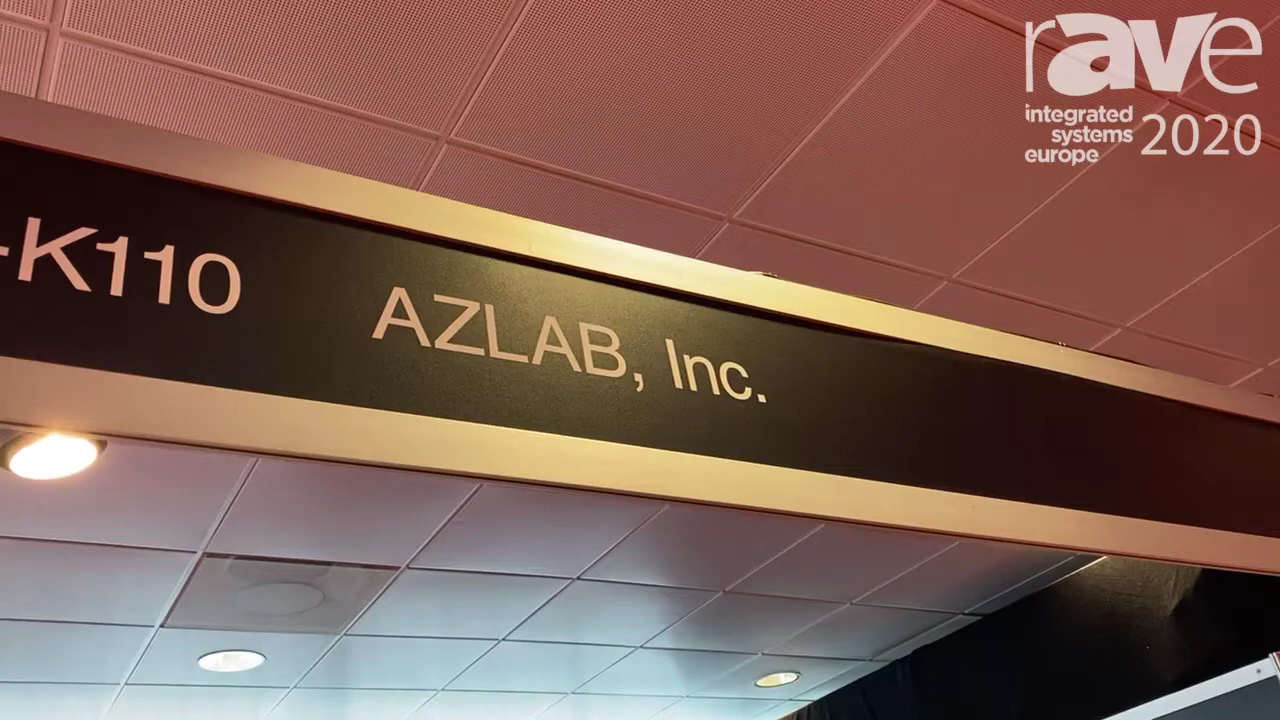 rAVe
integrated
systems
europe
2020
-K110 AZLAB, Inc.